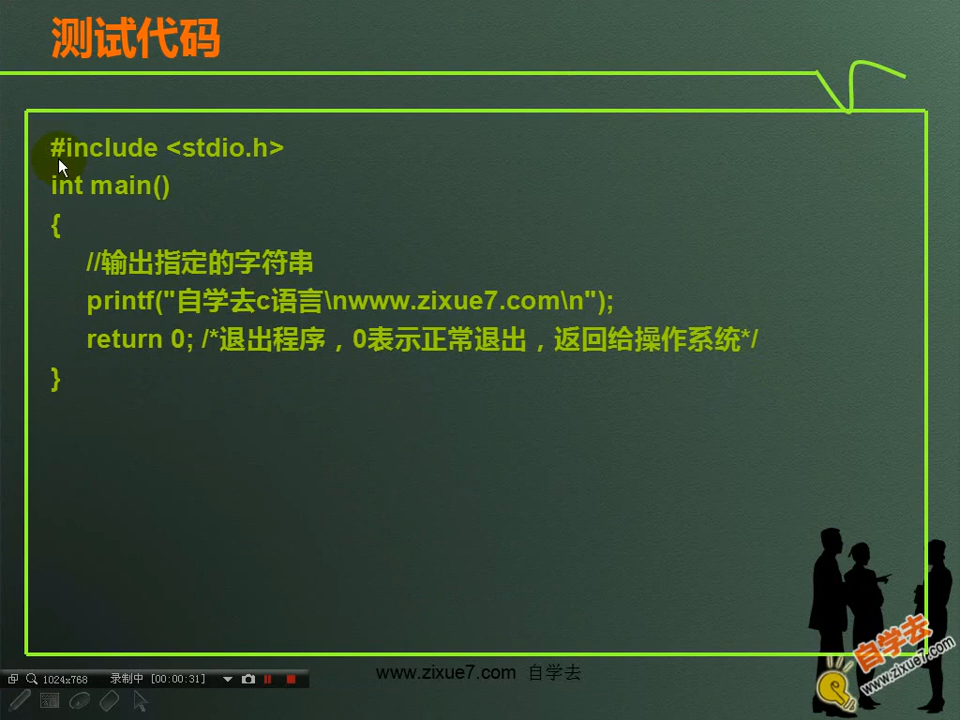 测试代码
#include <stdio.h>
int main()
{
//输出指定的字符串
printf("自学去c语言\nwww.zixue7.com\n");
return 0; /*退出程序，0表示正常退出，返回给操作系统*/
}
自学去
www.zixue7.com
www.zixue7.com 自学去
1024x768 录制中 [00:00:31]